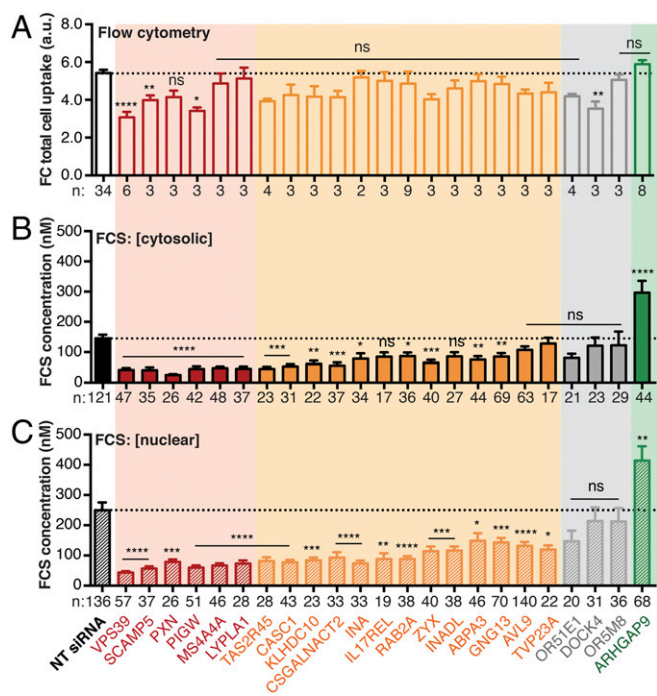 A
Flow cytometry
FC total cell uptake (a.u.)
8.0
6.0
4.0
2.0
0.0
**** ** ns * ns ** ns
n: 34 6 3 3 3 3 3 4 3 3 3 2 3 9 3 3 3 3 3 3 4 3 3 8
B
FCS: [cytosolic]
FCS concentration (nM)
500
400
300
200
100
0
**** *** ** *** * ns * *** ns ** ** ns ****
n: 121 47 35 26 42 48 37 23 31 22 37 34 17 36 40 27 44 69 63 17 21 23 29 44
C
FCS: [nuclear]
FCS concentration (nM)
500
400
300
200
100
0
**** *** **** *** **** ** **** *** * *** **** * ns **
n: 136 57 37 26 51 46 28 28 43 23 33 33 19 38 40 38 46 70 140 22 20 31 36 68
NT siRNA
VPS39
SCAMP5
PXN
PIGW
MS4A4A
LYPLA1
TAS2R45
CASC1
KLHDC10
CSGALNACT2
INA
IL17REL
RAB2A
ZYX
INADL
ABPA3
GNG13
AVL9
TVP23A
OR51E1
DOCK4
OR5M8
ARHGAP9